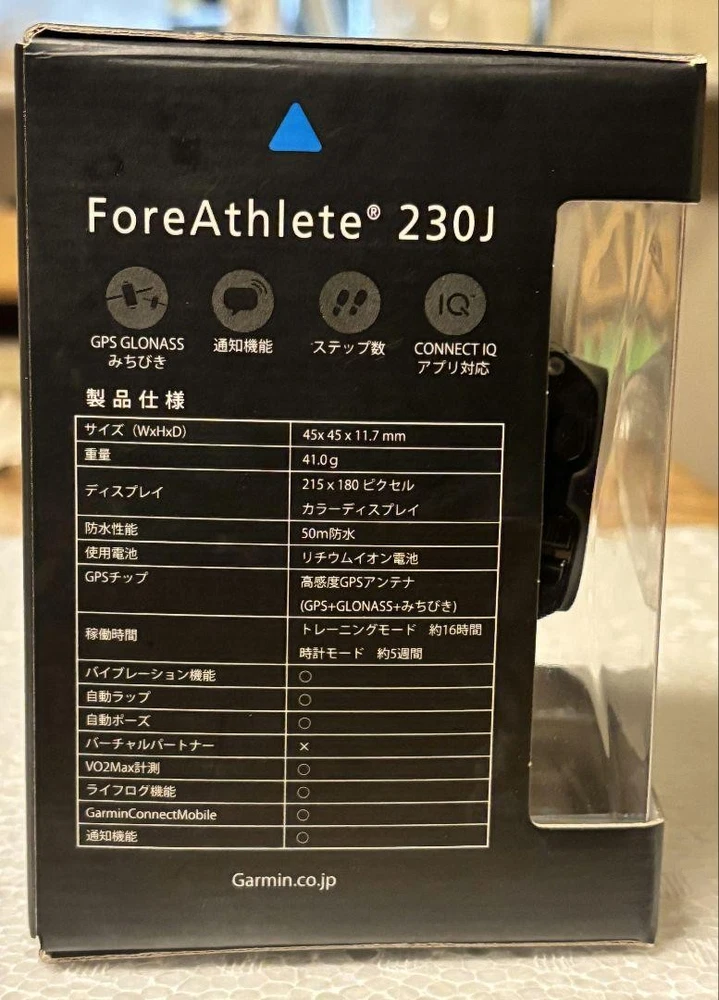 ForeAthlete® 230J
GPS GLONASS
みちびき
通知機能
ステップ数
IQ™
CONNECT IQ
アプリ対応
製品仕様
サイズ（WxHxD） 45x 45 x 11.7 mm
重量 41.0 g
ディスプレイ 215 x 180 ピクセル
カラーディスプレイ
防水性能 50m防水
使用電池 リチウムイオン電池
GPSチップ 高感度GPSアンテナ
(GPS+GLONASS+みちびき)
稼働時間 トレーニングモード 約16時間
時計モード 約5週間
バイブレーション機能 ○
自動ラップ ○
自動ポーズ ○
バーチャルパートナー ×
VO2Max計測 ○
ライフログ機能 ○
GarminConnectMobile ○
通知機能 ○
Garmin.co.jp